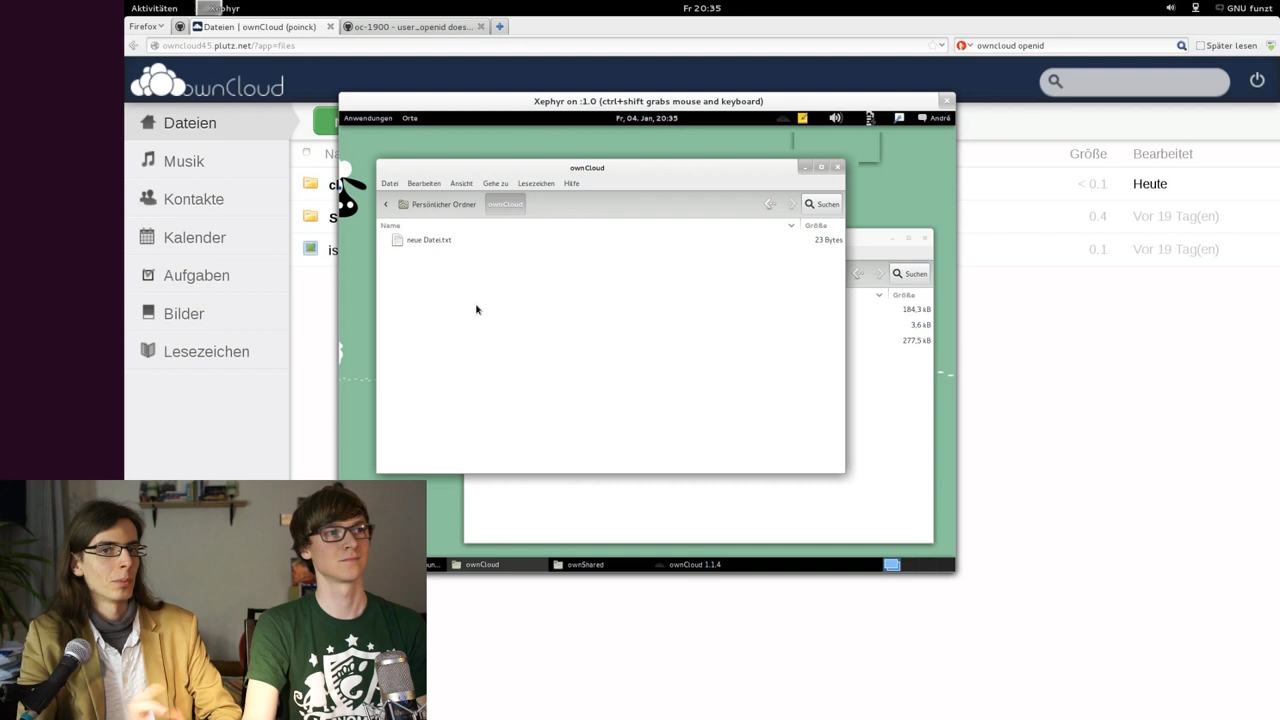 Aktivitäten Xephyr Fr 20:35 GNU funzt
Firefox Dateien | ownCloud (poinck) oc-1900 - user_openid does...
owncloud45.plutz.net/?app=files owncloud openid Später lesen
ownCloud
Xephyr on :1.0 (ctrl+shift grabs mouse and keyboard)
Anwendungen Orte Fr, 04. Jan, 20:35 André
Dateien
Musik
Kontakte
Kalender
Aufgaben
Bilder
Lesezeichen
Größe Bearbeitet
< 0.1 Heute
0.4 Vor 19 Tag(en)
0.1 Vor 19 Tag(en)
ownCloud
Datei Bearbeiten Ansicht Gehe zu Lesezeichen Hilfe
Persönlicher Ordner ownCloud Suchen
Name Größe
neue Datei.txt 23 Bytes
Suchen
Größe
184,3 kB
3,6 kB
277,5 kB
ownCloud ownShared ownCloud 1.1.4